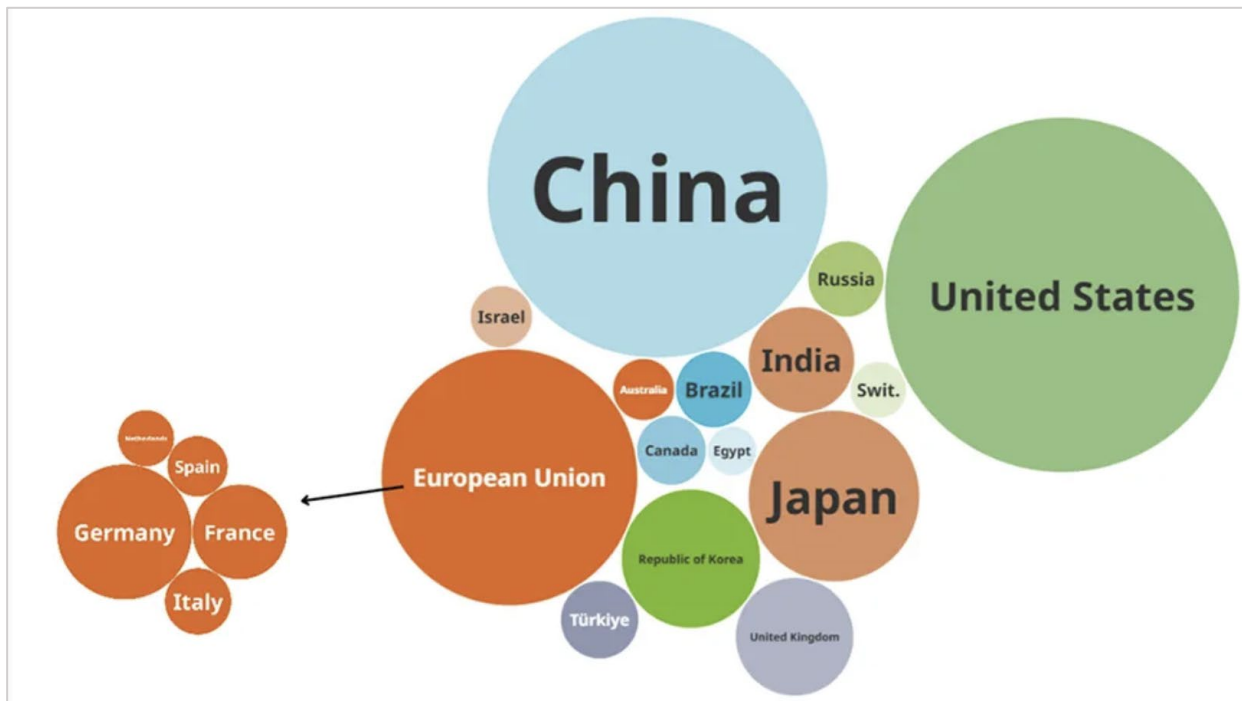 China
Russia
United States
Israel
India
Australia
Brazil
Swit.
Canada
Egypt
Netherlands
Spain
European Union
Japan
Germany
France
Republic of Korea
Italy
Türkiye
United Kingdom